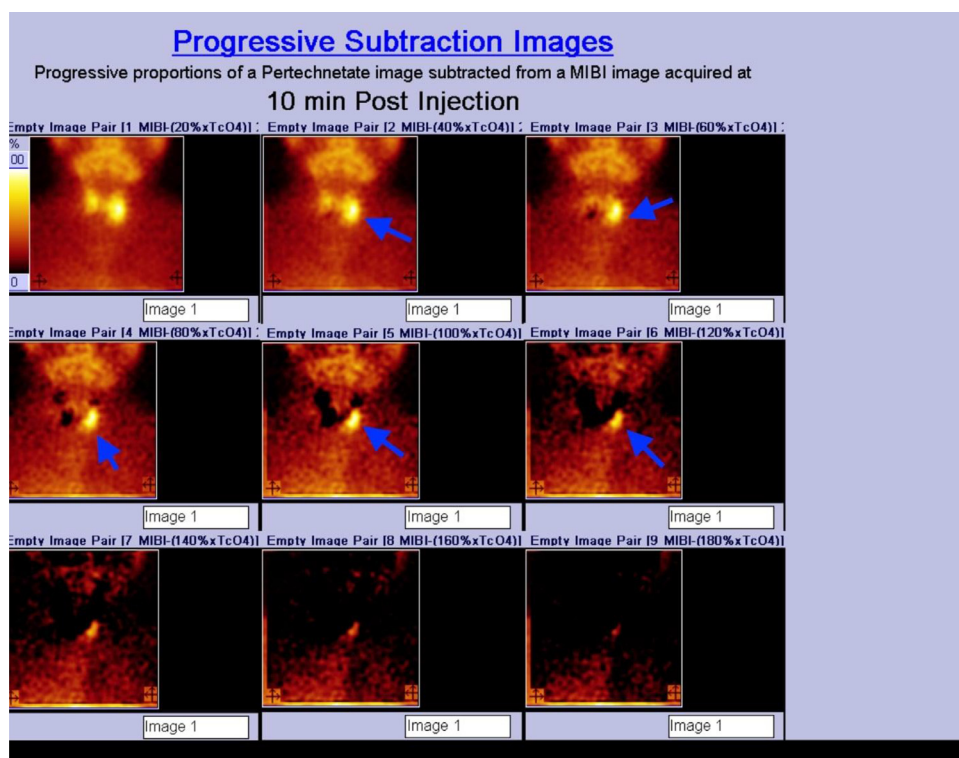 Progressive Subtraction Images
Progressive proportions of a Pertechnetate image subtracted from a MIBI image acquired at
10 min Post Injection
Empty Image Pair [1 MIBI-(20%xTcO4)] Empty Image Pair [2 MIBI-(40%xTcO4)] Empty Image Pair [3 MIBI-(60%xTcO4)]
%
00
0
Image 1 Image 1 Image 1
Empty Image Pair [4 MIBI-(80%xTcO4)] Empty Image Pair [5 MIBI-(100%xTcO4)] Empty Image Pair [6 MIBI-(120%xTcO4)]
Image 1 Image 1 Image 1
Empty Image Pair [7 MIBI-(140%xTcO4)] Empty Image Pair [8 MIBI-(160%xTcO4)] Empty Image Pair [9 MIBI-(180%xTcO4)]
Image 1 Image 1 Image 1